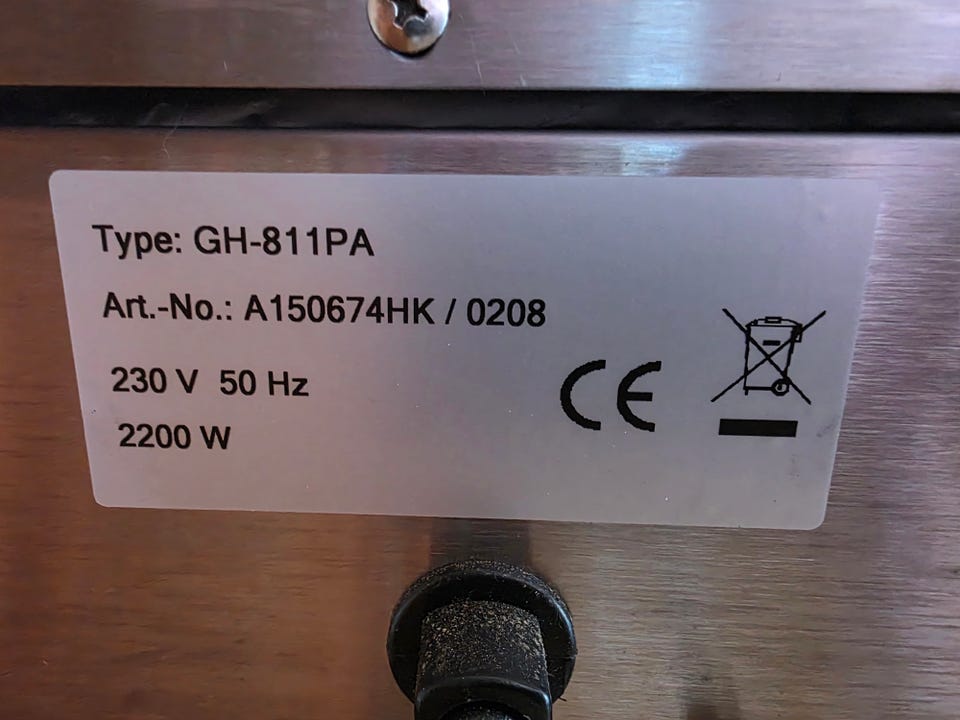 Type: GH-811PA
Art.-No.: A150674HK / 0208
230 V 50 Hz
2200 W
CE